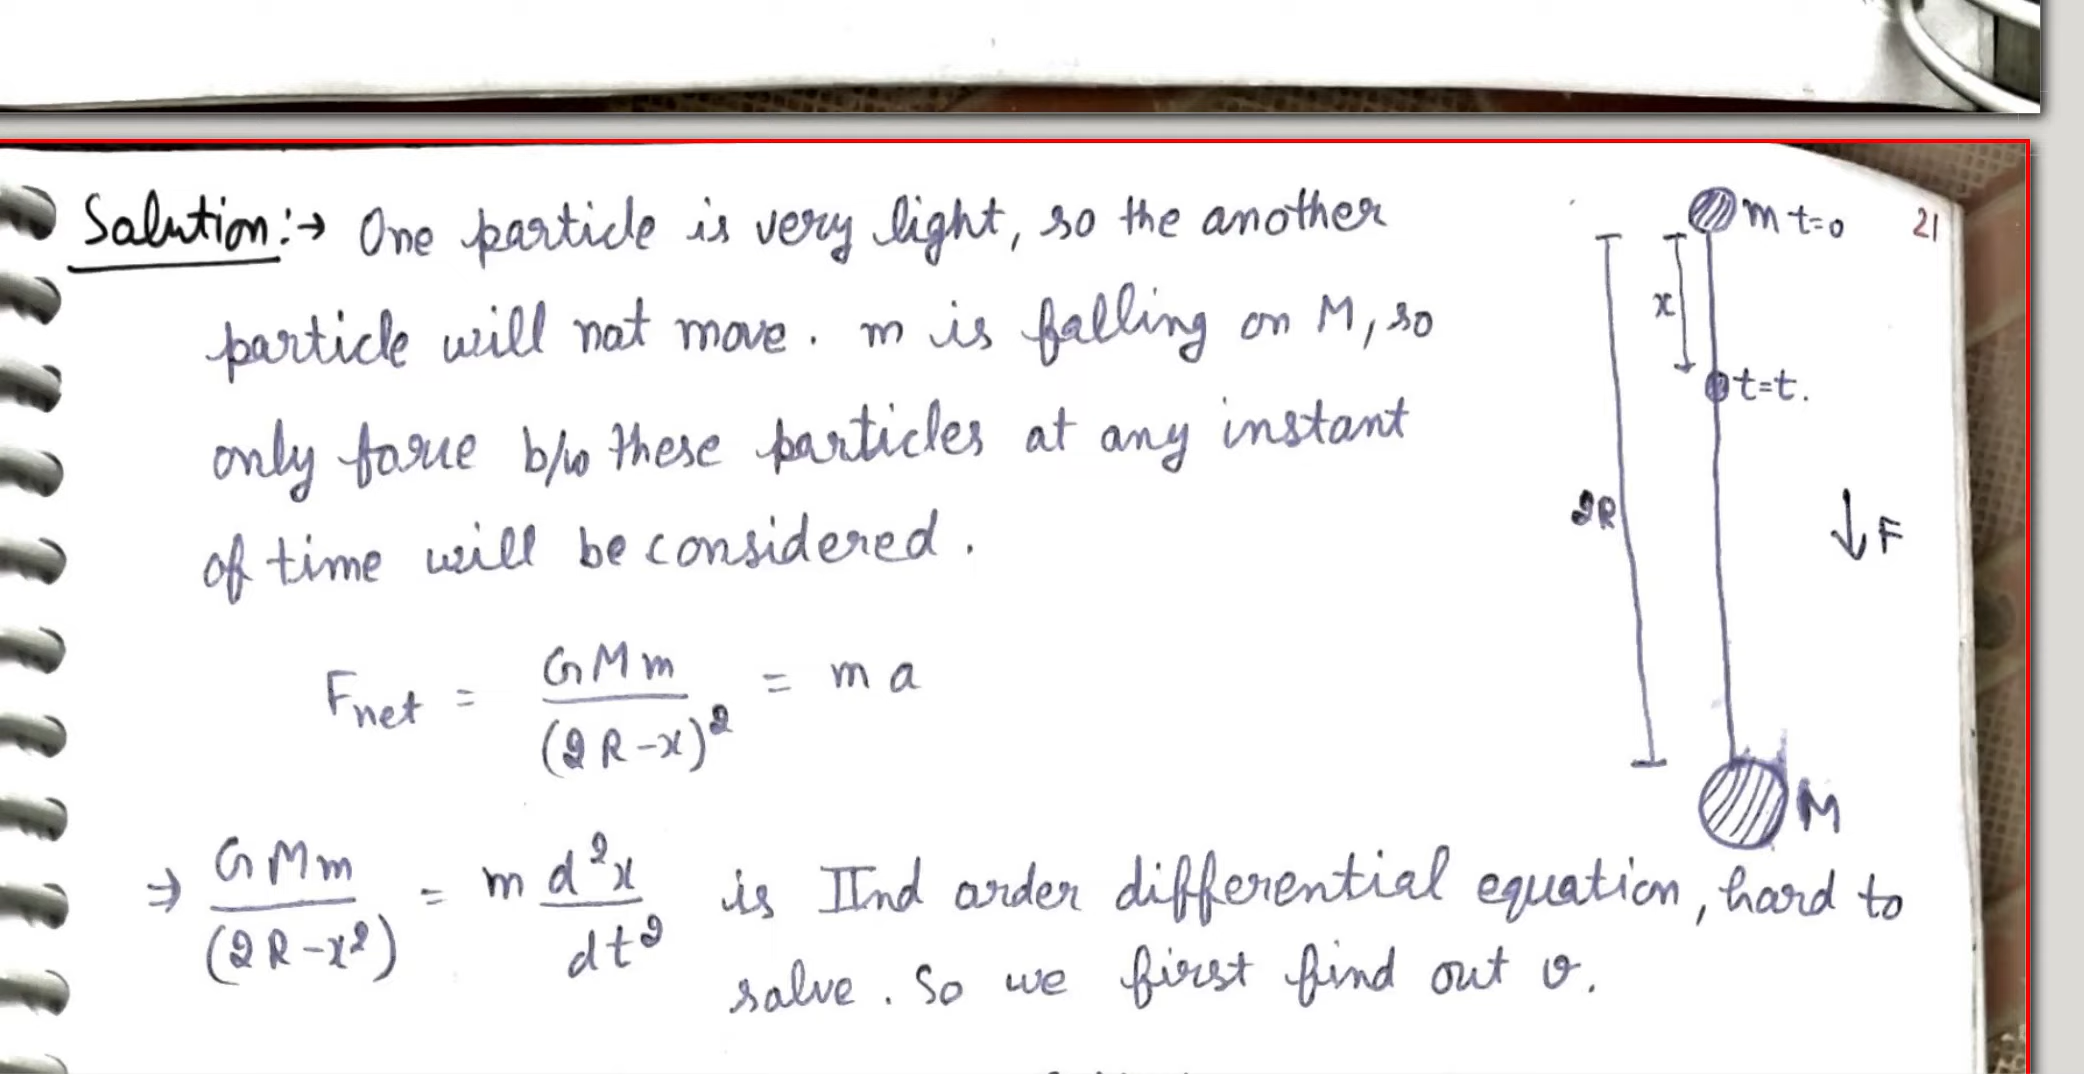 Solution:→ One particle is very light, so the another
particle will not move. m is falling on M, so
only force b/w these particles at any instant
of time will be considered.
F_net = GMm/(2R-x)² = ma
⇒ GMm/(2R-x²) = m d²x/dt² is IInd order differential equation, hard to
solve. So we first find out v.
m t=0
21
x
t=t.
2R
↓F
M